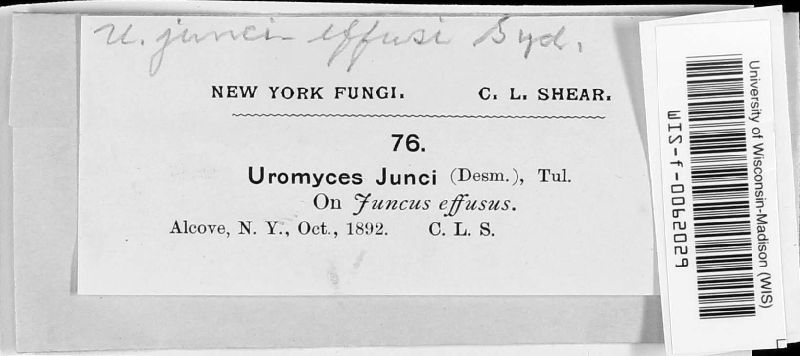 U. junci-effusi Syd.
NEW YORK FUNGI. C. L. SHEAR.
76.
Uromyces Junci (Desm.), Tul.
On Juncus effusus.
Alcove, N. Y., Oct., 1892. C. L. S.
University of Wisconsin-Madison (WIS)
WIS-f-0062029